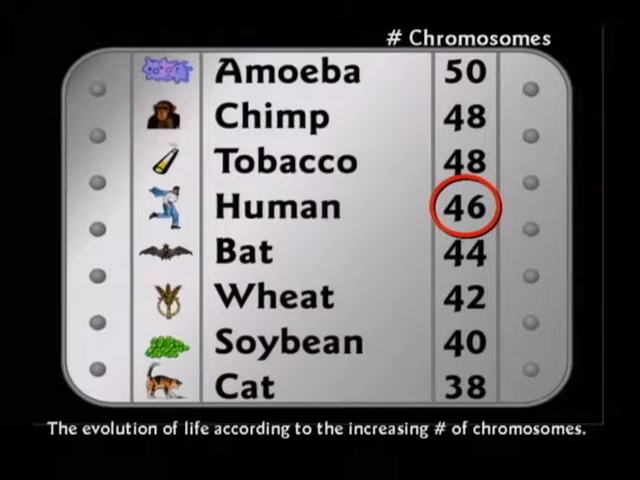 # Chromosomes
Amoeba 50
Chimp 48
Tobacco 48
Human 46
Bat 44
Wheat 42
Soybean 40
Cat 38
The evolution of life according to the increasing # of chromosomes.